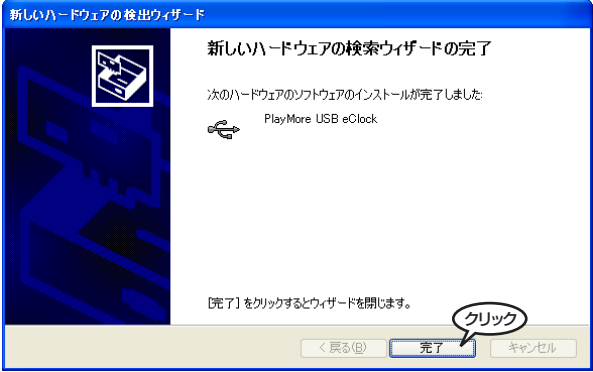 新しいハードウェアの検出ウィザード
新しいハードウェアの検索ウィザードの完了
次のハードウェアのソフトウェアのインストールが完了しました:
PlayMore USB eClock
[完了] をクリックするとウィザードを閉じます。
クリック
< 戻る(B)
完了
キャンセル